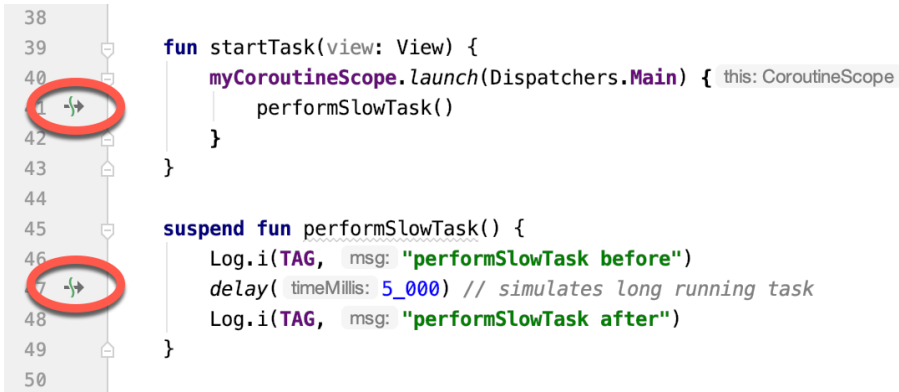 38
39 fun startTask(view: View) {
40 myCoroutineScope.launch(Dispatchers.Main) { this: CoroutineScope
41 performSlowTask()
42 }
43 }
44
45 suspend fun performSlowTask() {
46 Log.i(TAG, msg: "performSlowTask before")
47 delay( timeMillis: 5_000) // simulates long running task
48 Log.i(TAG, msg: "performSlowTask after")
49 }
50